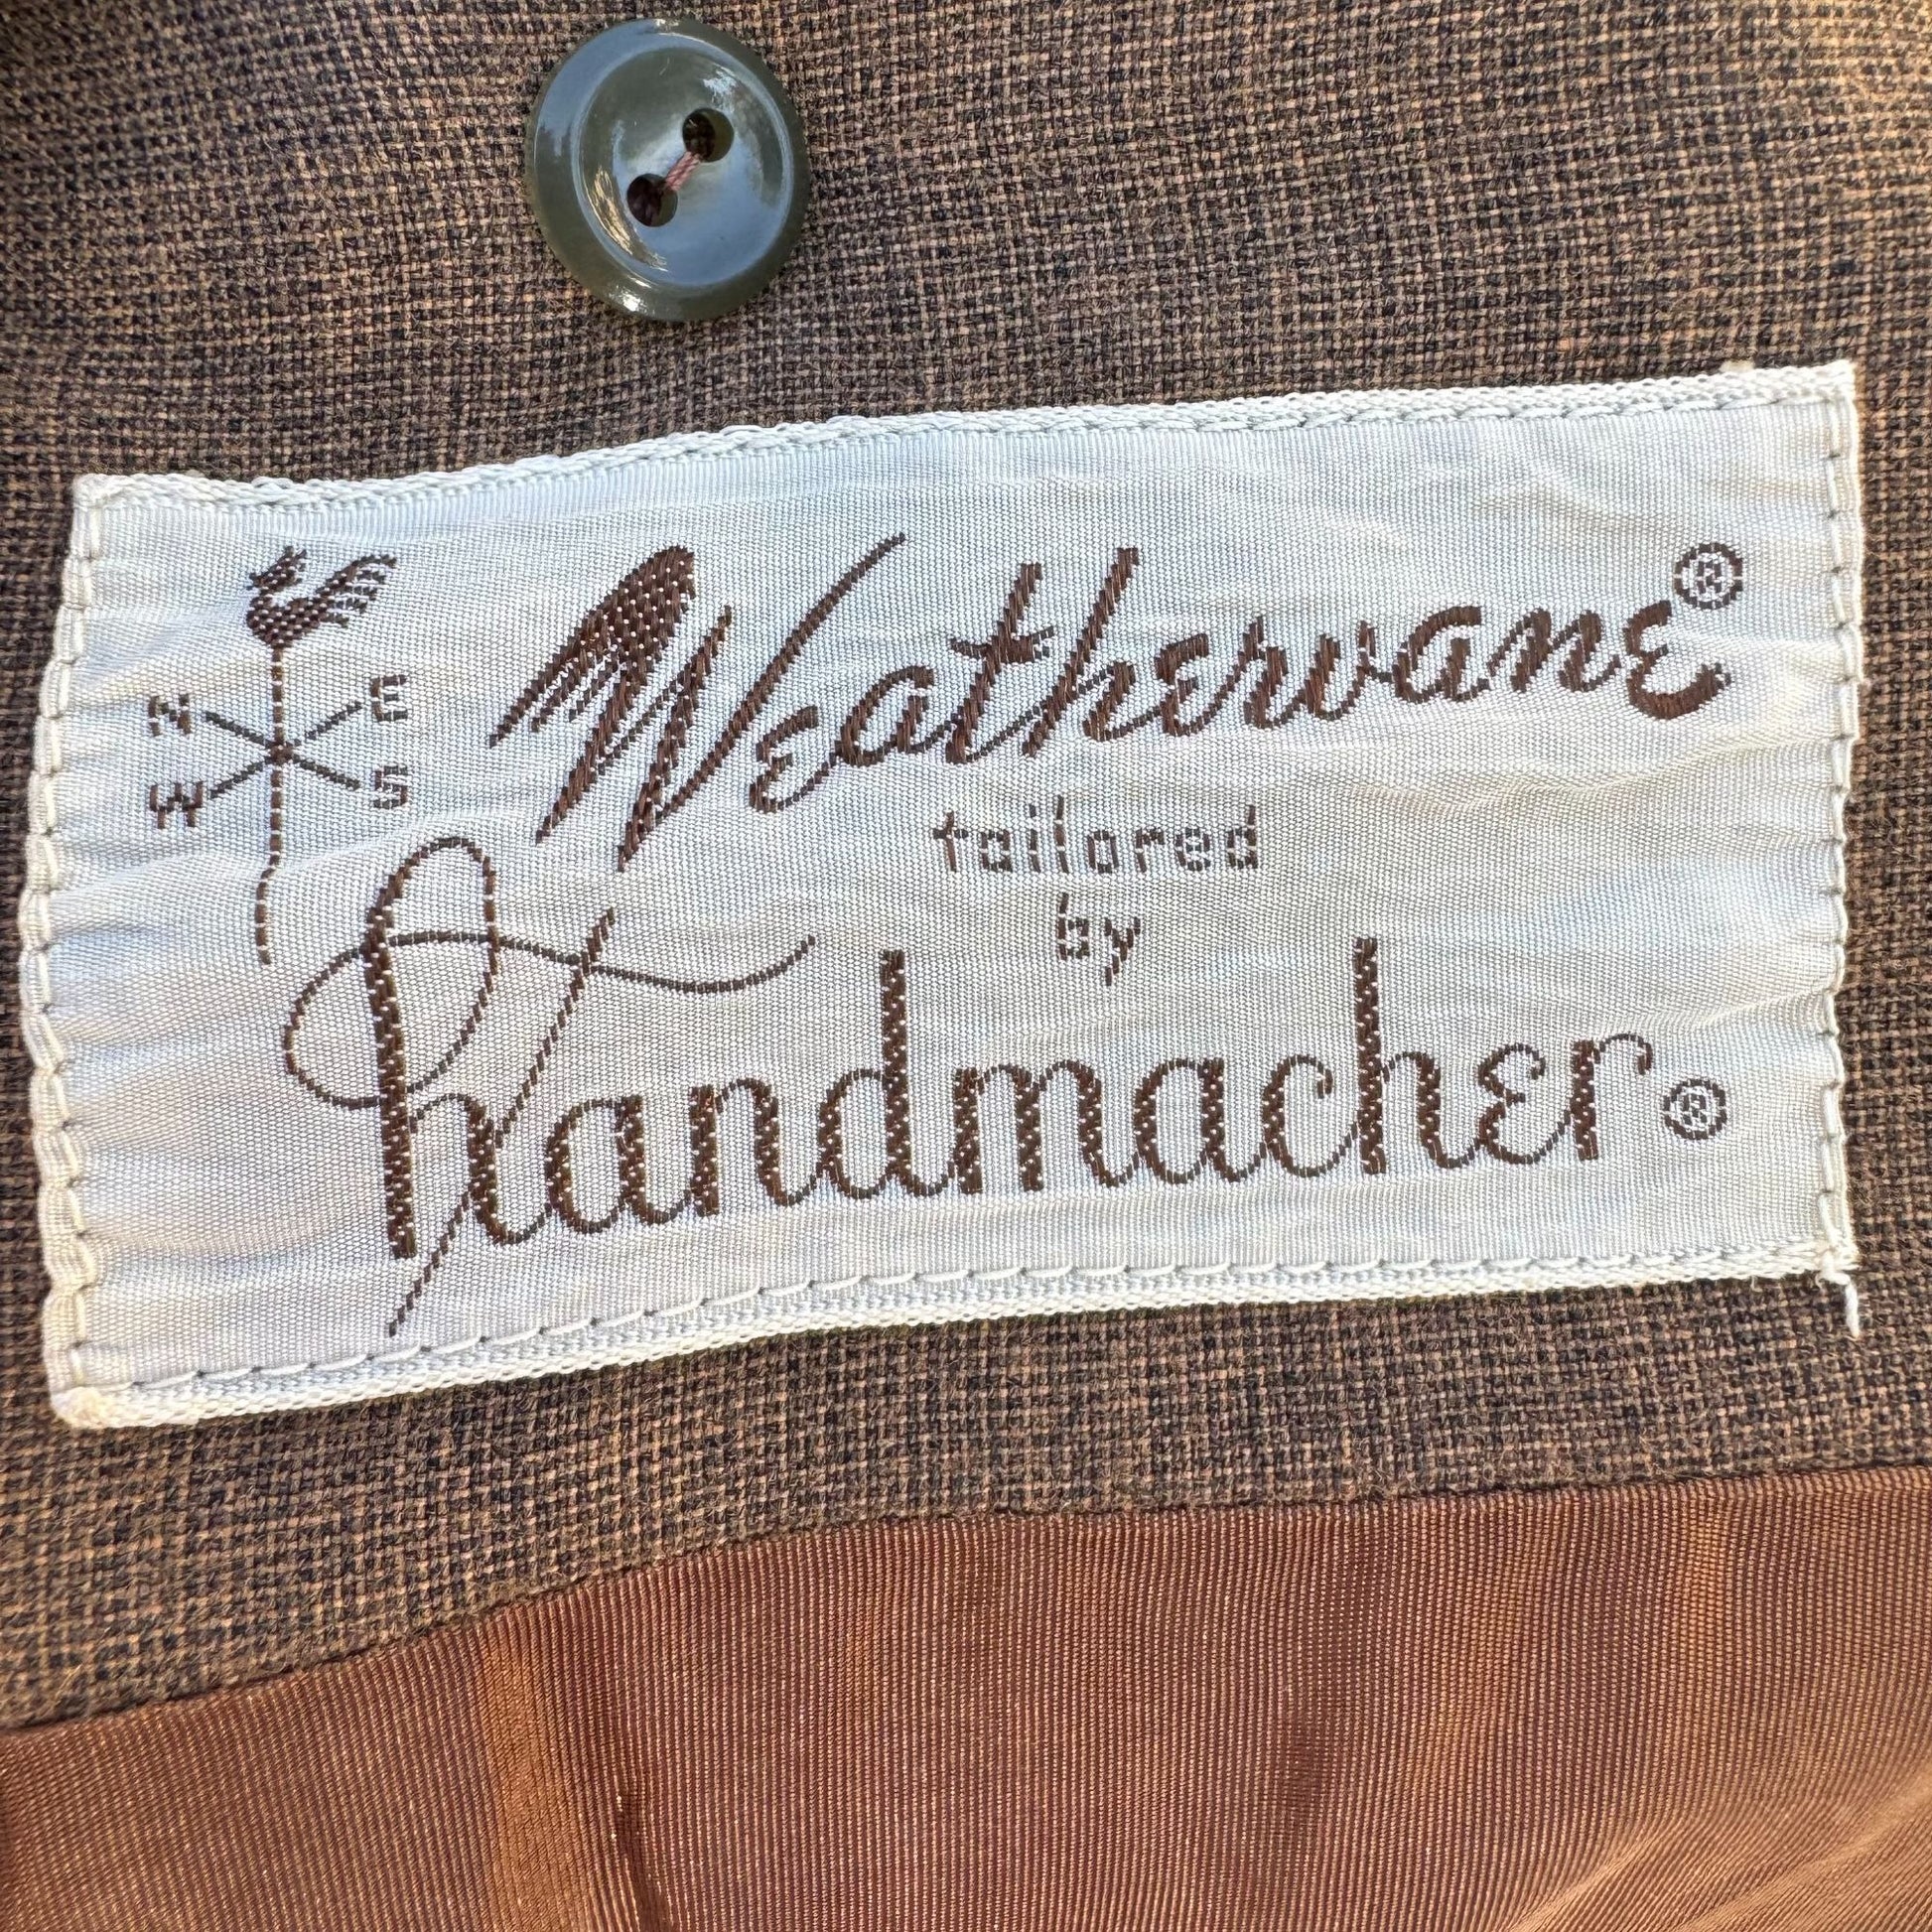 Weathervane®
N E
W S
tailored
by
handmacher®